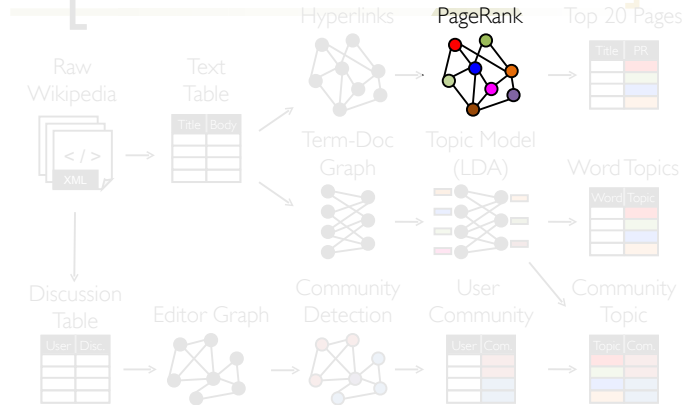 Hyperlinks
PageRank
Top 20 Pages
Title PR
Raw
Wikipedia
Text
Table
Title Body
< / >
XML
Term-Doc
Graph
Topic Model
(LDA)
Word Topics
Word Topic
Discussion
Table
User Disc.
Editor Graph
Community
Detection
User
Community
User Com.
Community
Topic
Topic Com.